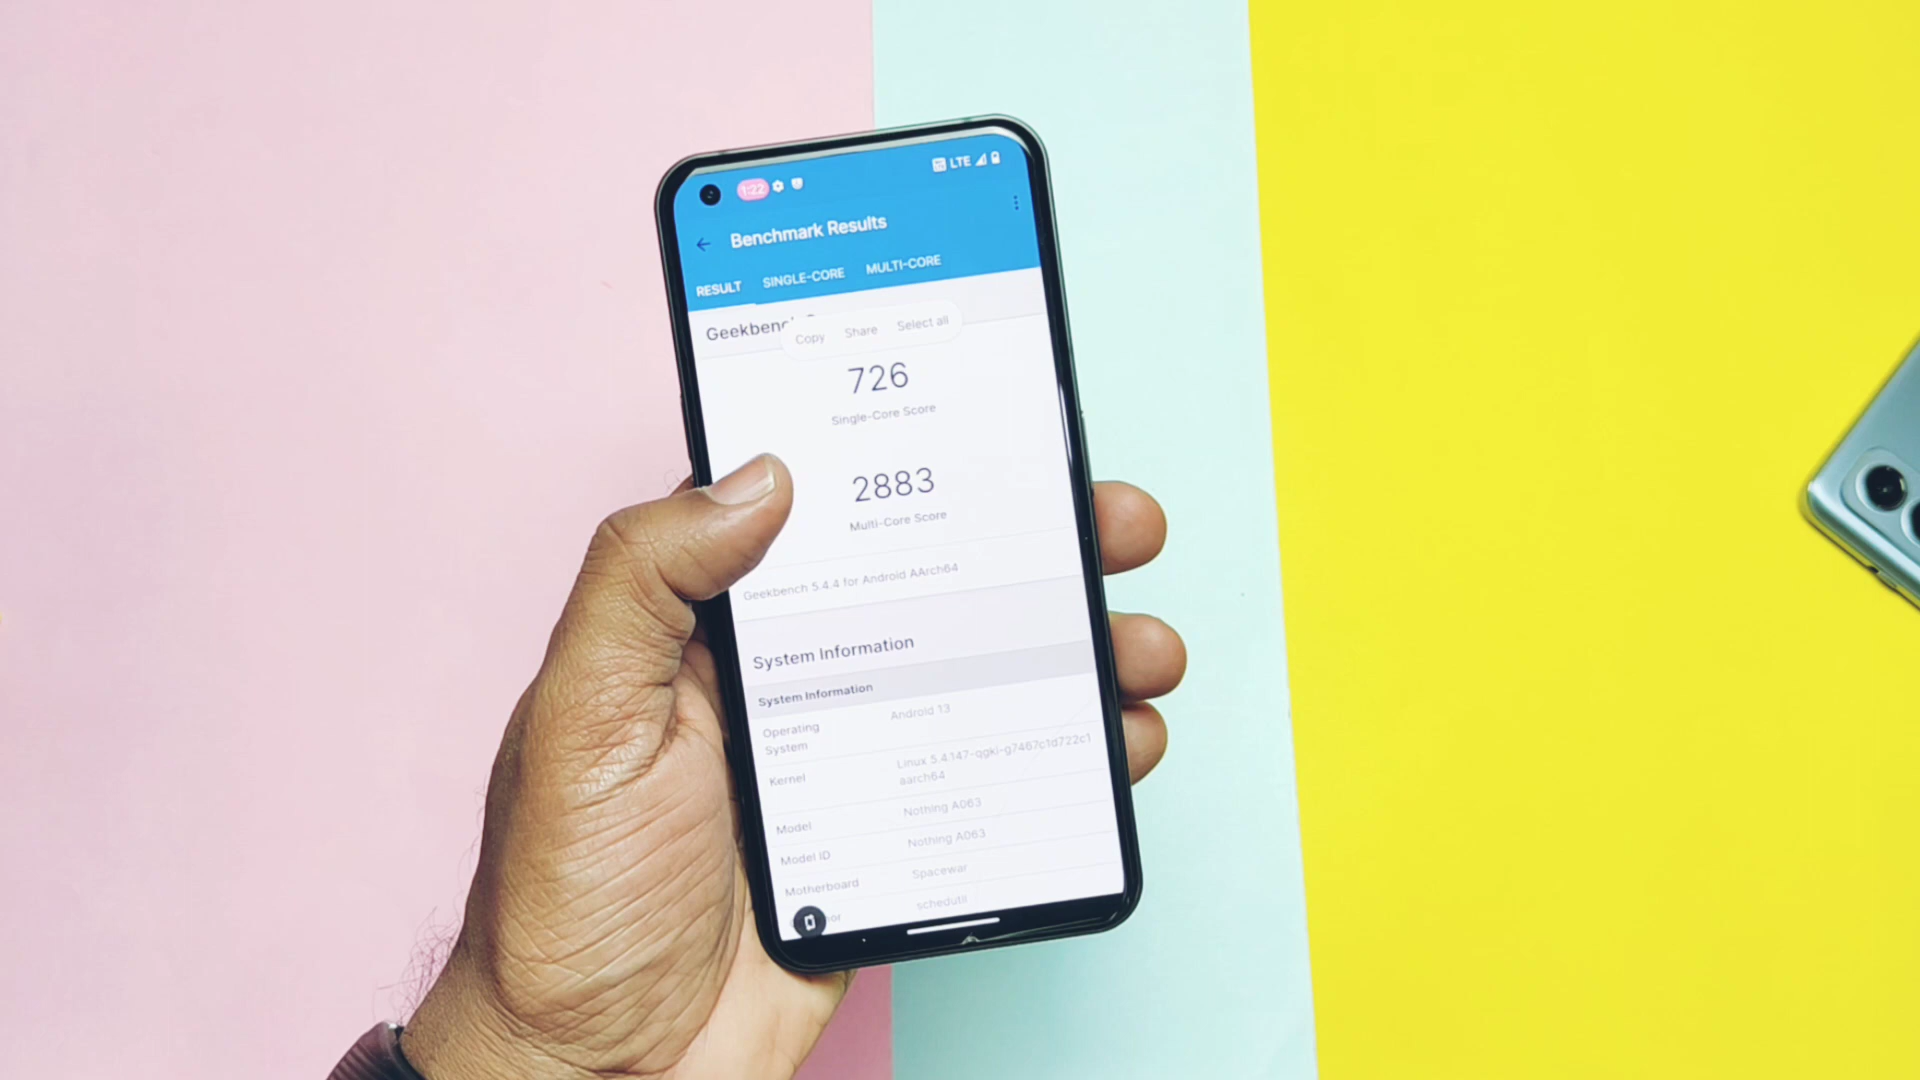 1:22 LTE
Benchmark Results
RESULT SINGLE-CORE MULTI-CORE
Copy Share Select all
726
Single-Core Score
2883
Multi-Core Score
Geekbench 5.4.4 for Android AArch64
System Information
System Information
Operating System Android 13
Kernel Linux 5.4.147-qgki-g7467c1d722c1
aarch64
Model Nothing A063
Model ID Nothing A063
Motherboard Spacewar
schedutil